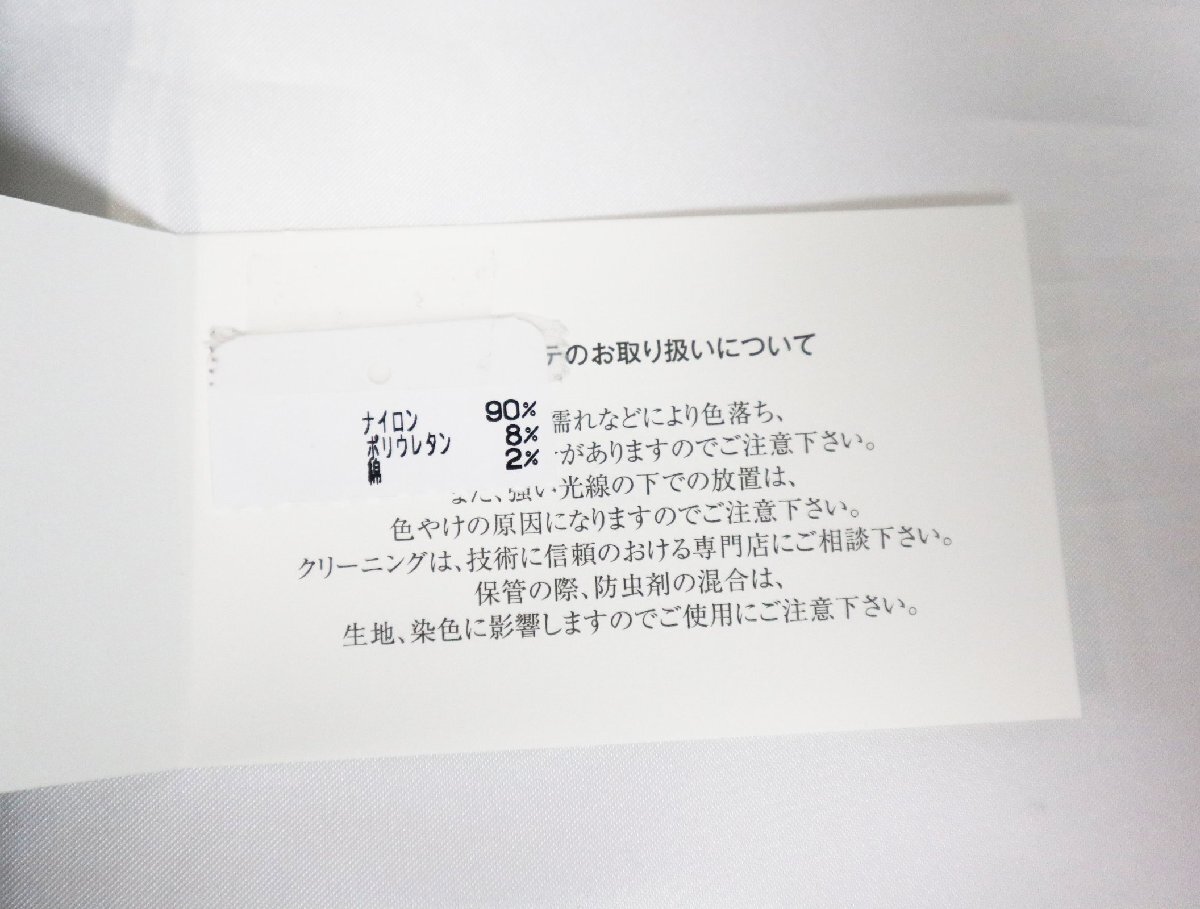 テのお取り扱いについて
ナイロン 90%
ポリウレタン 8%
綿 2%
濡れなどにより色落ち、
がありますのでご注意下さい。
また、強い光線の下での放置は、
色やけの原因になりますのでご注意下さい。
クリーニングは、技術に信頼のおける専門店にご相談下さい。
保管の際、防虫剤の混合は、
生地、染色に影響しますのでご使用にご注意下さい。